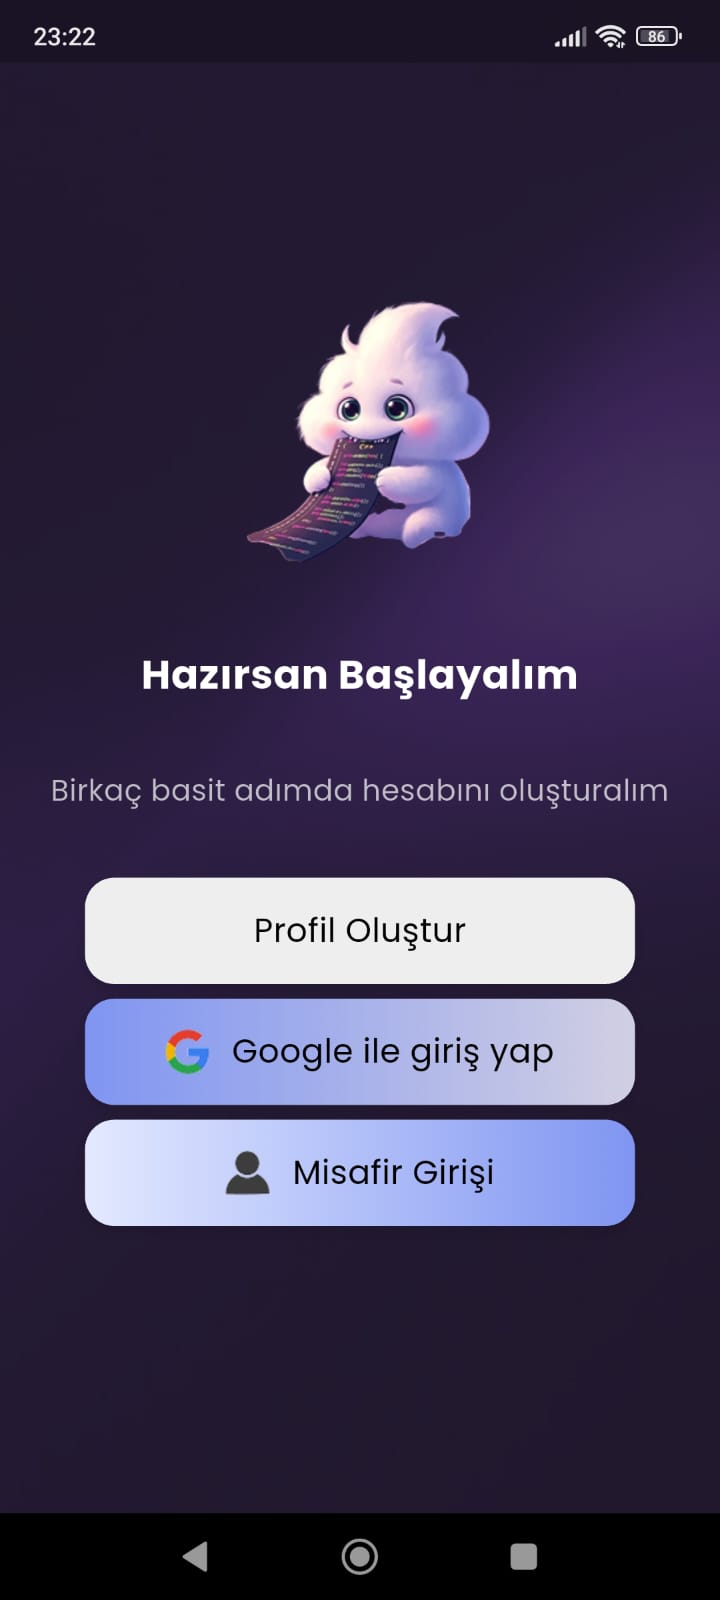 23:22
86
C++
Hazırsan Başlayalım
Birkaç basit adımda hesabını oluşturalım
Profil Oluştur
Google ile giriş yap
Misafir Girişi